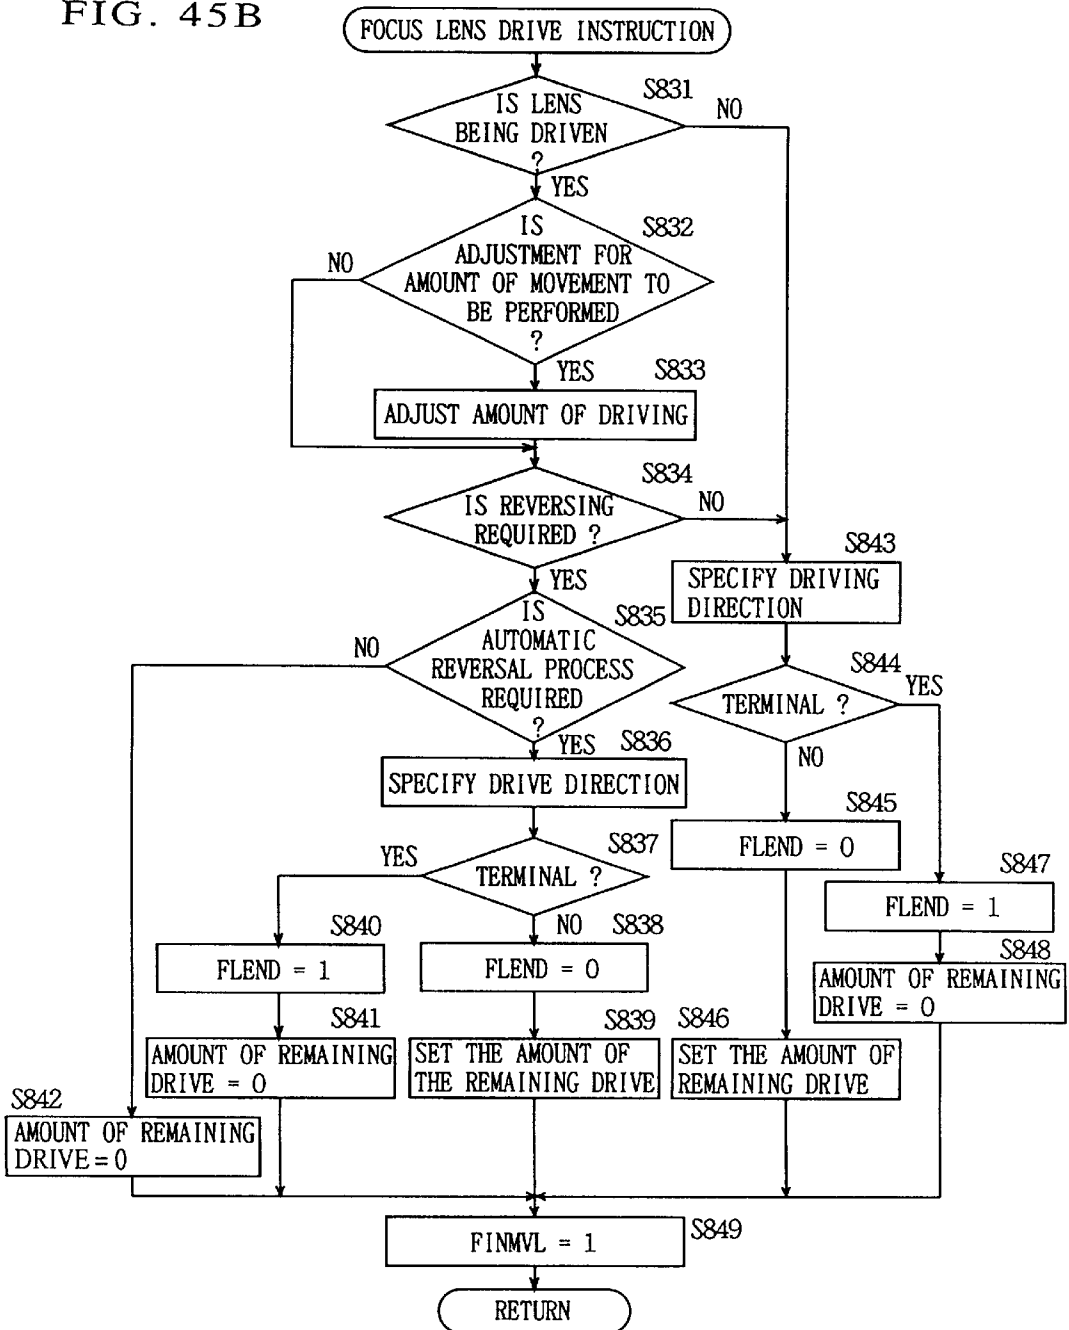 FIG. 45B
FOCUS LENS DRIVE INSTRUCTION
S831
IS LENS
BEING DRIVEN
?
NO
YES
S832
IS
ADJUSTMENT FOR
AMOUNT OF MOVEMENT TO
BE PERFORMED
?
NO
YES
S833
ADJUST AMOUNT OF DRIVING
S834
IS REVERSING
REQUIRED ?
NO
YES
S843
SPECIFY DRIVING
DIRECTION
S835
IS
AUTOMATIC
REVERSAL PROCESS
REQUIRED
?
NO
YES
S844
TERMINAL ?
YES
NO
S836
SPECIFY DRIVE DIRECTION
S845
FLEND = 0
S837
TERMINAL ?
YES
NO
S847
FLEND = 1
S840
FLEND = 1
S838
FLEND = 0
S848
AMOUNT OF REMAINING
DRIVE = 0
S841
AMOUNT OF REMAINING
DRIVE = 0
S839
SET THE AMOUNT OF
THE REMAINING DRIVE
S846
SET THE AMOUNT OF
REMAINING DRIVE
S842
AMOUNT OF REMAINING
DRIVE=0
FINMVL = 1
S849
RETURN